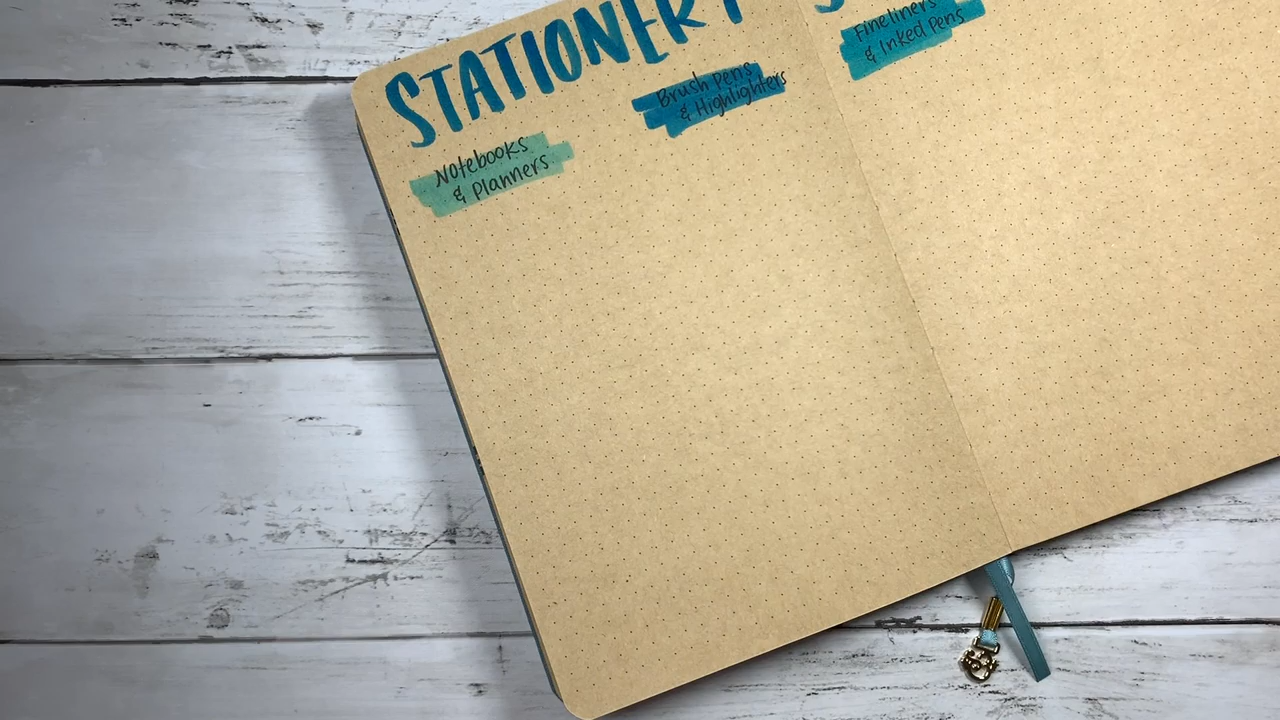 STATIONERY
Notebooks
& Planners
Brush Pens
& Highlighters
Fineliners
& Inked Pens